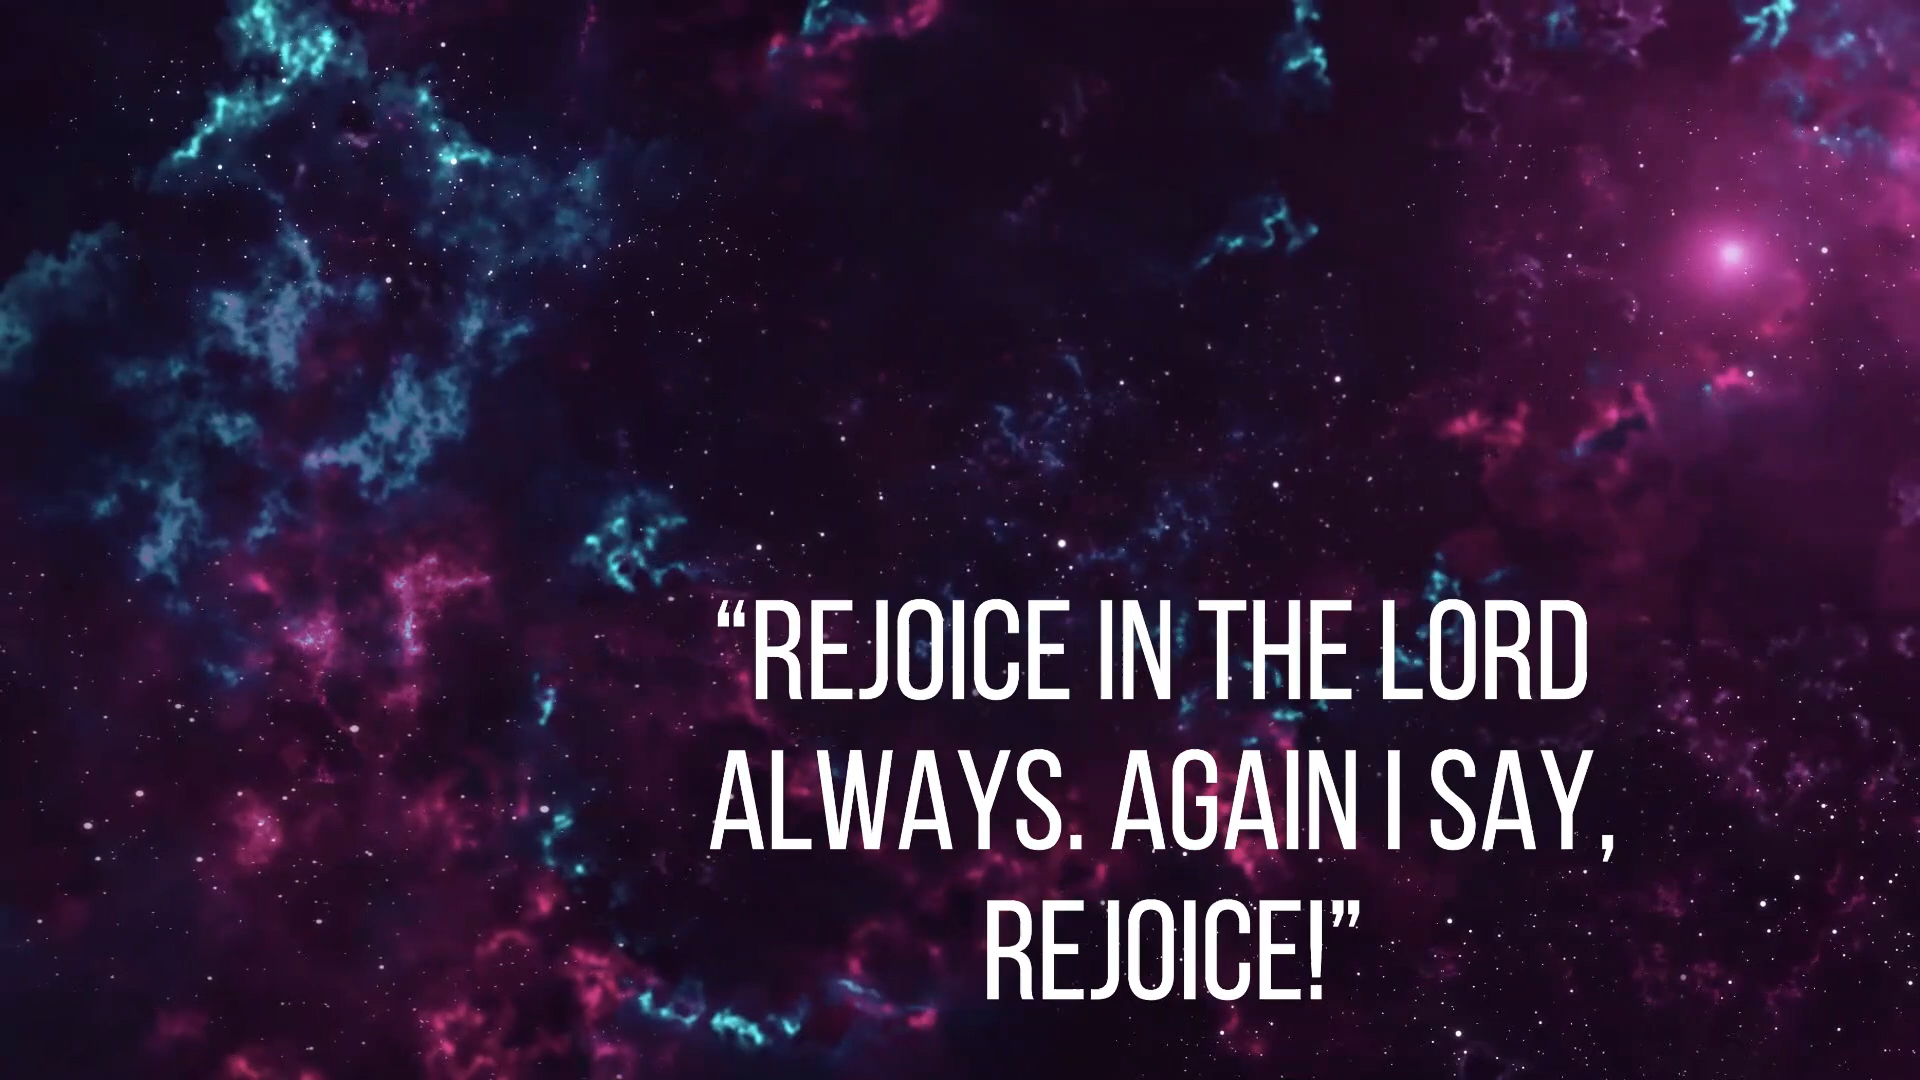 “REJOICE IN THE LORD
ALWAYS. AGAIN I SAY,
REJOICE!”